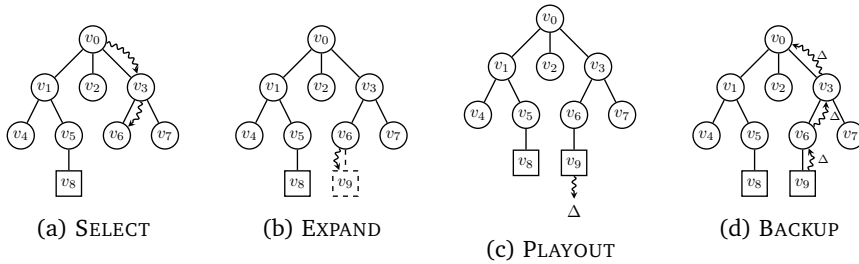 v0
v1 v2 v3
v4 v5 v6 v7
v8
(a) SELECT
v0
v1 v2 v3
v4 v5 v6 v7
v8 v9
(b) EXPAND
v0
v1 v2 v3
v4 v5 v6 v7
v8 v9
Δ
(c) PLAYOUT
v0
Δ
v1 v2 v3
Δ
v4 v5 v6 v7
Δ
v8 v9
(d) BACKUP